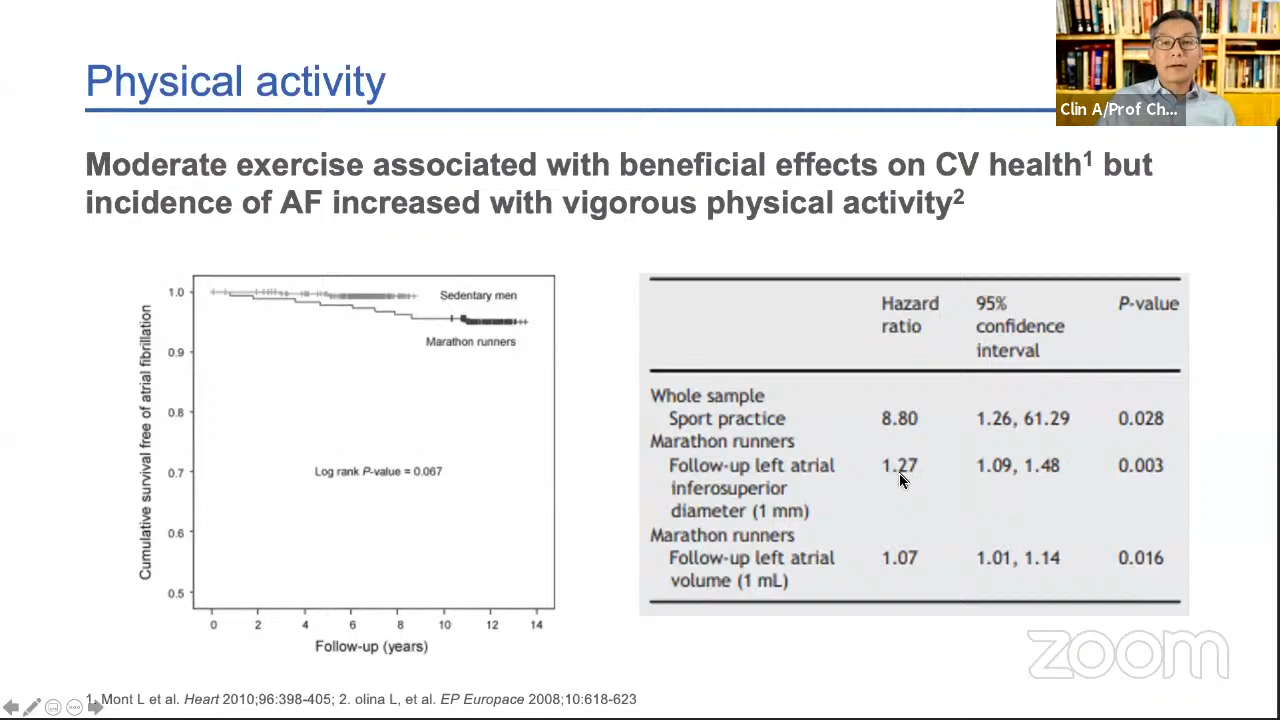 Physical activity
Clin A/Prof Ch...
Moderate exercise associated with beneficial effects on CV health1 but
incidence of AF increased with vigorous physical activity2
Cumulative survival free of atrial fibrillation
1.0
0.9
0.8
0.7
0.6
0.5
Sedentary men
Marathon runners
Log rank P-value = 0.067
0 2 4 6 8 10 12 14
Follow-up (years)
Hazard ratio 95% confidence interval P-value
Whole sample
Sport practice 8.80 1.26, 61.29 0.028
Marathon runners
Follow-up left atrial 1.27 1.09, 1.48 0.003
inferosuperior
diameter (1 mm)
Marathon runners
Follow-up left atrial 1.07 1.01, 1.14 0.016
volume (1 mL)
zoom
1. Mont L et al. Heart 2010;96:398-405; 2. olina L, et al. EP Europace 2008;10:618-623